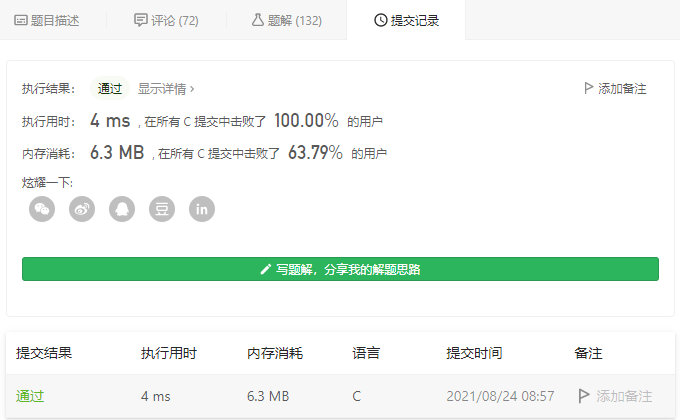 题目描述 评论 (72) 题解 (132) 提交记录
执行结果： 通过 显示详情 › 添加备注
执行用时： 4 ms , 在所有 C 提交中击败了 100.00% 的用户
内存消耗： 6.3 MB , 在所有 C 提交中击败了 63.79% 的用户
炫耀一下:
豆 in
写题解，分享我的解题思路
提交结果 执行用时 内存消耗 语言 提交时间 备注
通过 4 ms 6.3 MB C 2021/08/24 08:57 添加备注